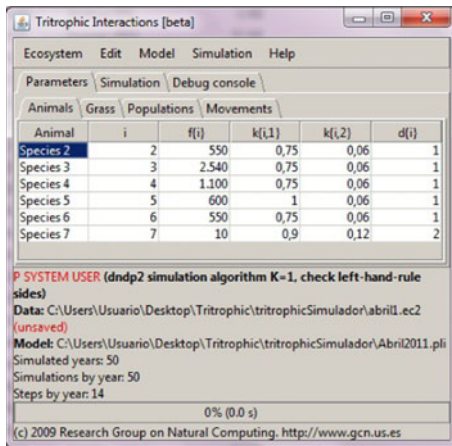 Tritrophic Interactions [beta]
Ecosystem Edit Model Simulation Help
Parameters Simulation Debug console
Animals Grass Populations Movements
Animal i f{i} k{i,1} k{i,2} d{i}
Species 2 2 550 0,75 0,06 1
Species 3 3 2.540 0,75 0,06 1
Species 4 4 1.100 0,75 0,06 1
Species 5 5 600 1 0,06 1
Species 6 6 550 0,75 0,06 1
Species 7 7 10 0,9 0,12 2
P SYSTEM USER (dndp2 simulation algorithm K=1, check left-hand-rule
sides)
Data: C:\Users\Usuario\Desktop\Tritrophic\tritrophicSimulador\abril1.ec2
(unsaved)
Model: C:\Users\Usuario\Desktop\Tritrophic\tritrophicSimulador\Abril2011.pli
Simulated years: 50
Simulations by year: 50
Steps by year: 14
0% (0.0 s)
(c) 2009 Research Group on Natural Computing. http://www.gcn.us.es